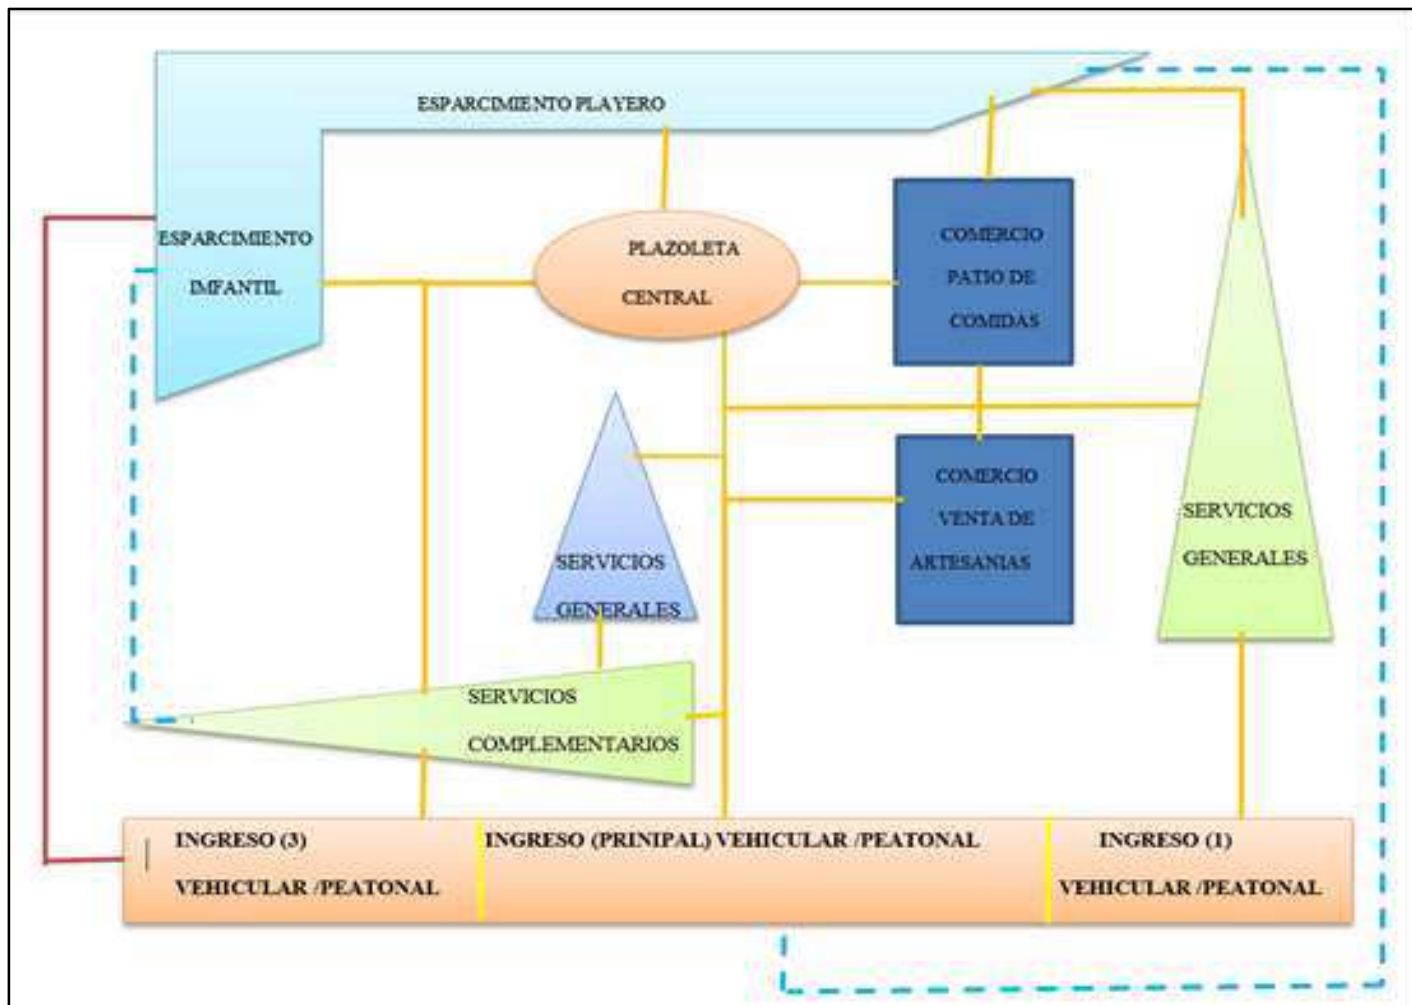 ESPARCIMIENTO PLAYERO
ESPARCIMIENTO
IMFANTIL
PLAZOLETA
CENTRAL
COMERCIO
PATIO DE
COMIDAS
COMERCIO
VENTA DE
ARTESANIAS
SERVICIOS
GENERALES
SERVICIOS
GENERALES
SERVICIOS
COMPLEMENTARIOS
INGRESO (3)
VEHICULAR /PEATONAL
INGRESO (PRINIPAL) VEHICULAR /PEATONAL
INGRESO (1)
VEHICULAR /PEATONAL